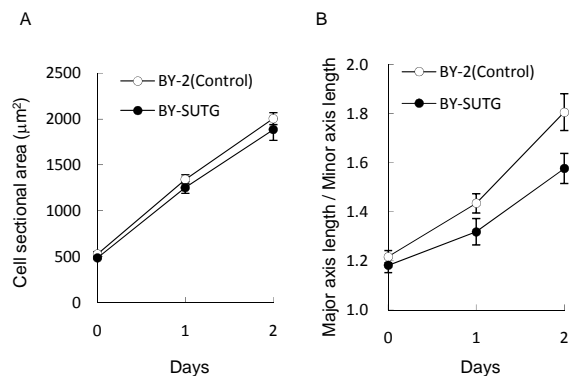 A
Cell sectional area (μm²)
2500
2000
1500
1000
500
0
BY-2(Control)
BY-SUTG
0 1 2
Days
B
Major axis length / Minor axis length
2.0
1.8
1.6
1.4
1.2
1.0
BY-2(Control)
BY-SUTG
0 1 2
Days